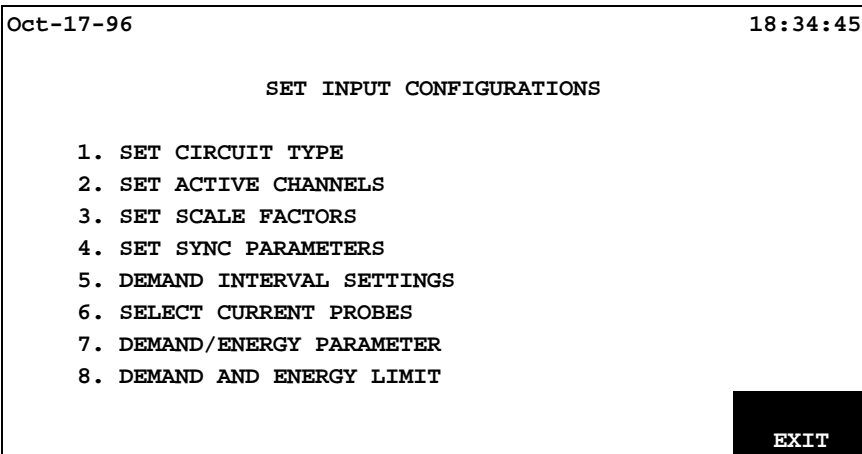 Oct-17-96 18:34:45
SET INPUT CONFIGURATIONS
1. SET CIRCUIT TYPE
2. SET ACTIVE CHANNELS
3. SET SCALE FACTORS
4. SET SYNC PARAMETERS
5. DEMAND INTERVAL SETTINGS
6. SELECT CURRENT PROBES
7. DEMAND/ENERGY PARAMETER
8. DEMAND AND ENERGY LIMIT
EXIT